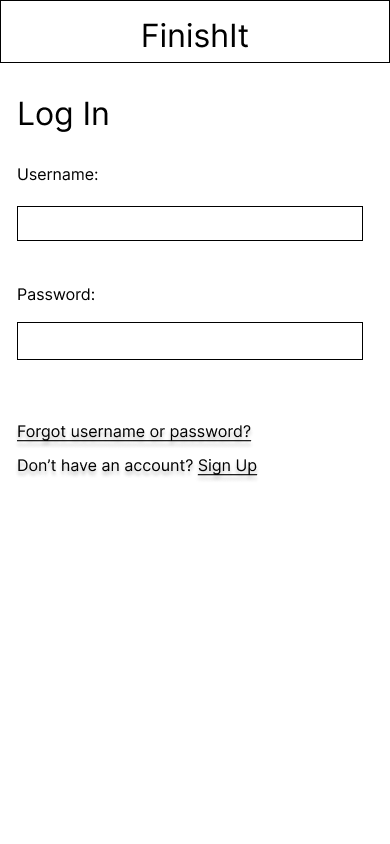 FinishIt
Log In
Username:
Password:
Forgot username or password?
Don’t have an account? Sign Up